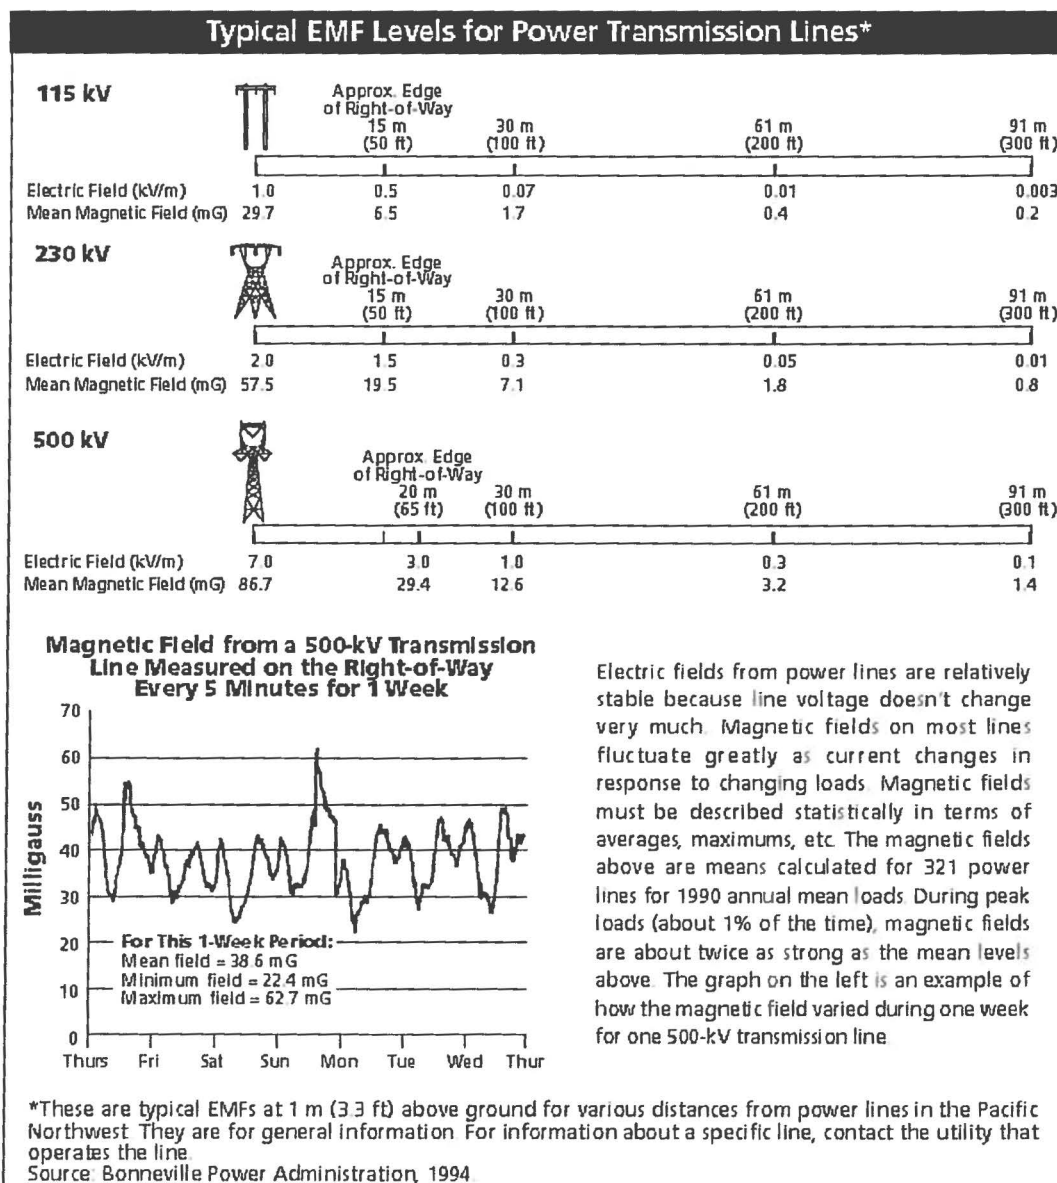 Typical EMF Levels for Power Transmission Lines*
115 kV
Approx. Edge
of Right-of-Way
15 m 30 m 61 m 91 m
(50 ft) (100 ft) (200 ft) (300 ft)
Electric Field (kV/m) 1.0 0.5 0.07 0.01 0.003
Mean Magnetic Field (mG) 29.7 6.5 1.7 0.4 0.2
230 kV
Approx. Edge
of Right-of-Way
15 m 30 m 61 m 91 m
(50 ft) (100 ft) (200 ft) (300 ft)
Electric Field (kV/m) 2.0 1.5 0.3 0.05 0.01
Mean Magnetic Field (mG) 57.5 19.5 7.1 1.8 0.8
500 kV
Approx. Edge
of Right-of-Way
20 m 30 m 61 m 91 m
(65 ft) (100 ft) (200 ft) (300 ft)
Electric Field (kV/m) 7.0 3.0 1.0 0.3 0.1
Mean Magnetic Field (mG) 86.7 29.4 12.6 3.2 1.4
Magnetic Field from a 500-kV Transmission
Line Measured on the Right-of-Way
Every 5 Minutes for 1 Week
Milligauss
70
60
50
40
30
20
10
0
For This 1-Week Period:
Mean field = 38.6 mG
Minimum field = 22.4 mG
Maximum field = 62.7 mG
Thurs Fri Sat Sun Mon Tue Wed Thur
Electric fields from power lines are relatively
stable because line voltage doesn't change
very much. Magnetic fields on most lines
fluctuate greatly as current changes in
response to changing loads. Magnetic fields
must be described statistically in terms of
averages, maximums, etc. The magnetic fields
above are means calculated for 321 power
lines for 1990 annual mean loads. During peak
loads (about 1% of the time), magnetic fields
are about twice as strong as the mean levels
above. The graph on the left is an example of
how the magnetic field varied during one week
for one 500-kV transmission line.
*These are typical EMFs at 1 m (3.3 ft) above ground for various distances from power lines in the Pacific
Northwest. They are for general information. For information about a specific line, contact the utility that
operates the line.
Source: Bonneville Power Administration, 1994.